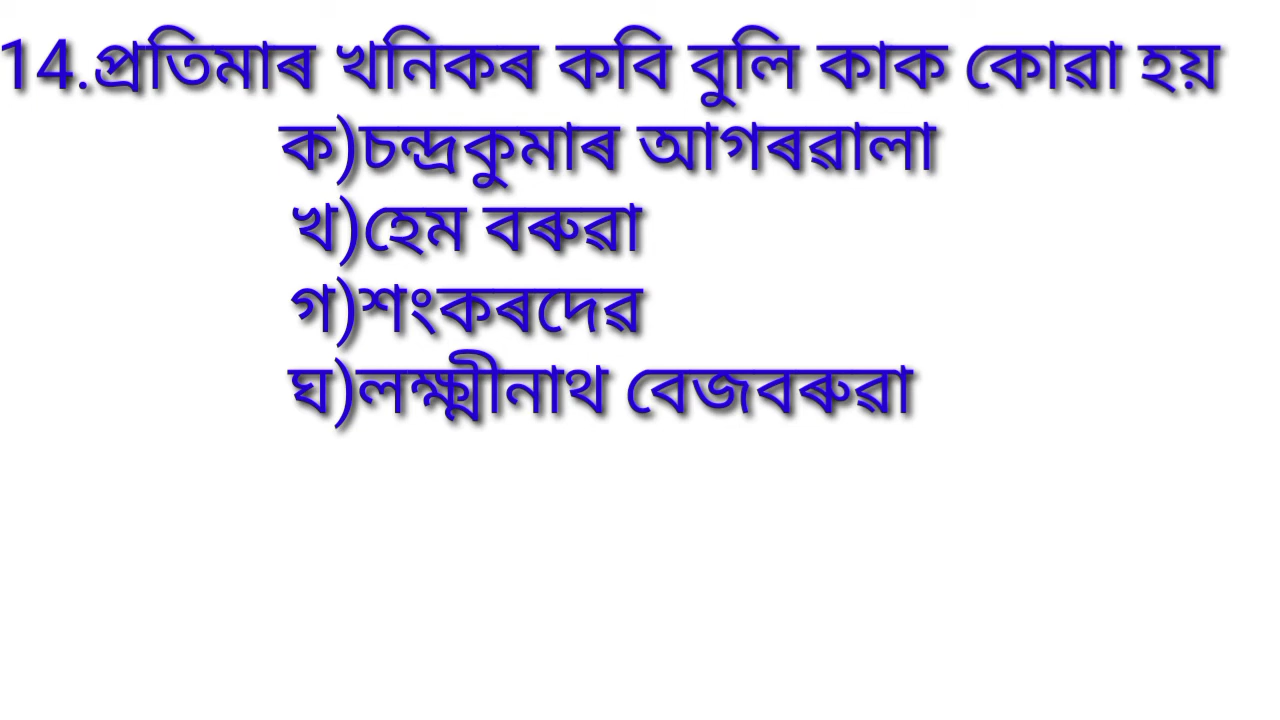 14.প্ৰতিমাৰ খনিকৰ কবি বুলি কাক কোৱা হয়
ক)চন্দ্ৰকুমাৰ আগৰৱালা
খ)হেম বৰুৱা
গ)শংকৰদেৱ
ঘ)লক্ষ্মীনাথ বেজবৰুৱা